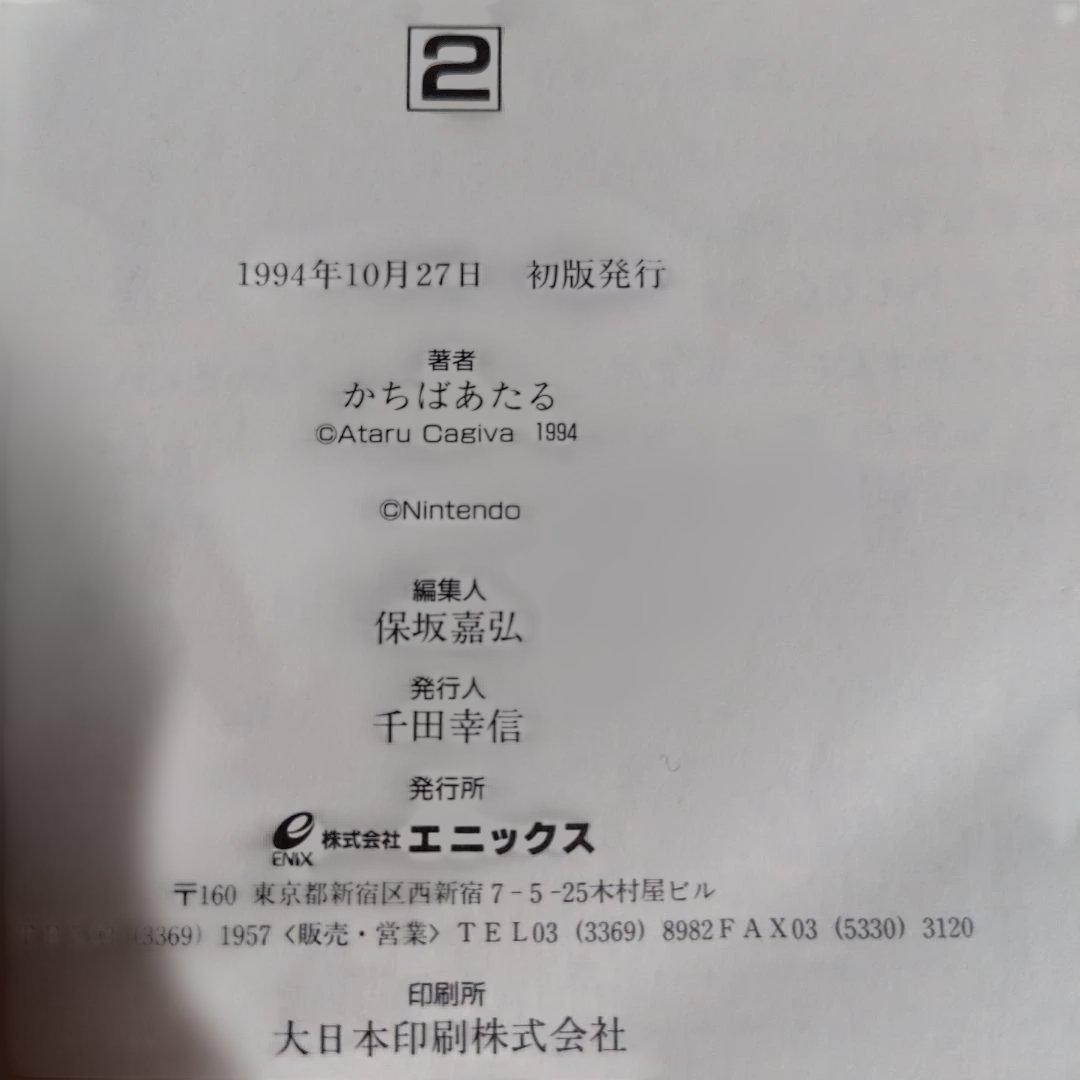 2
1994年10月27日 初版発行
著者
かちばあたる
©Ataru Cagiva 1994
©Nintendo
編集人
保坂嘉弘
発行人
千田幸信
発行所
e ENIX 株式会社エニックス
〒160 東京都新宿区西新宿7-5-25木村屋ビル
(3369) 1957〈販売・営業〉TEL03 (3369) 8982FAX03 (5330) 3120
印刷所
大日本印刷株式会社